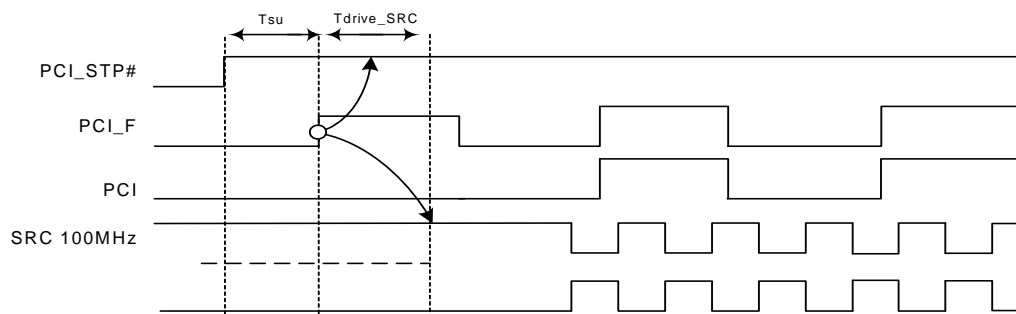 Tsu
Tdrive_SRC
PCI_STP#
PCI_F
PCI
SRC 100MHz